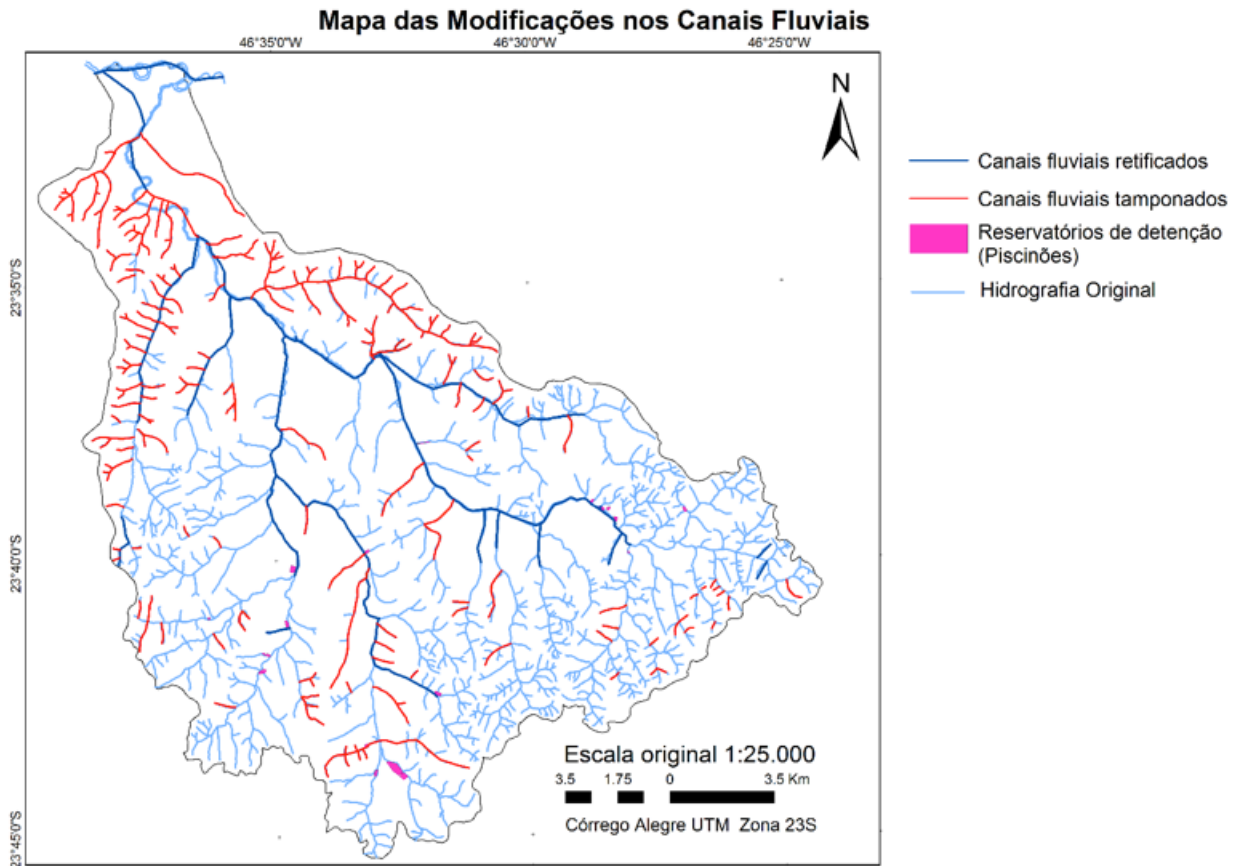 Mapa das Modificações nos Canais Fluviais
46°35'0"W
46°30'0"W
46°25'0"W
N
Canais fluviais retificados
Canais fluviais tamponados
Reservatórios de detenção
(Piscinões)
Hidrografia Original
23°35'0"S
23°40'0"S
23°45'0"S
Escala original 1:25.000
3.5 1.75 0 3.5 Km
Córrego Alegre UTM Zona 23S